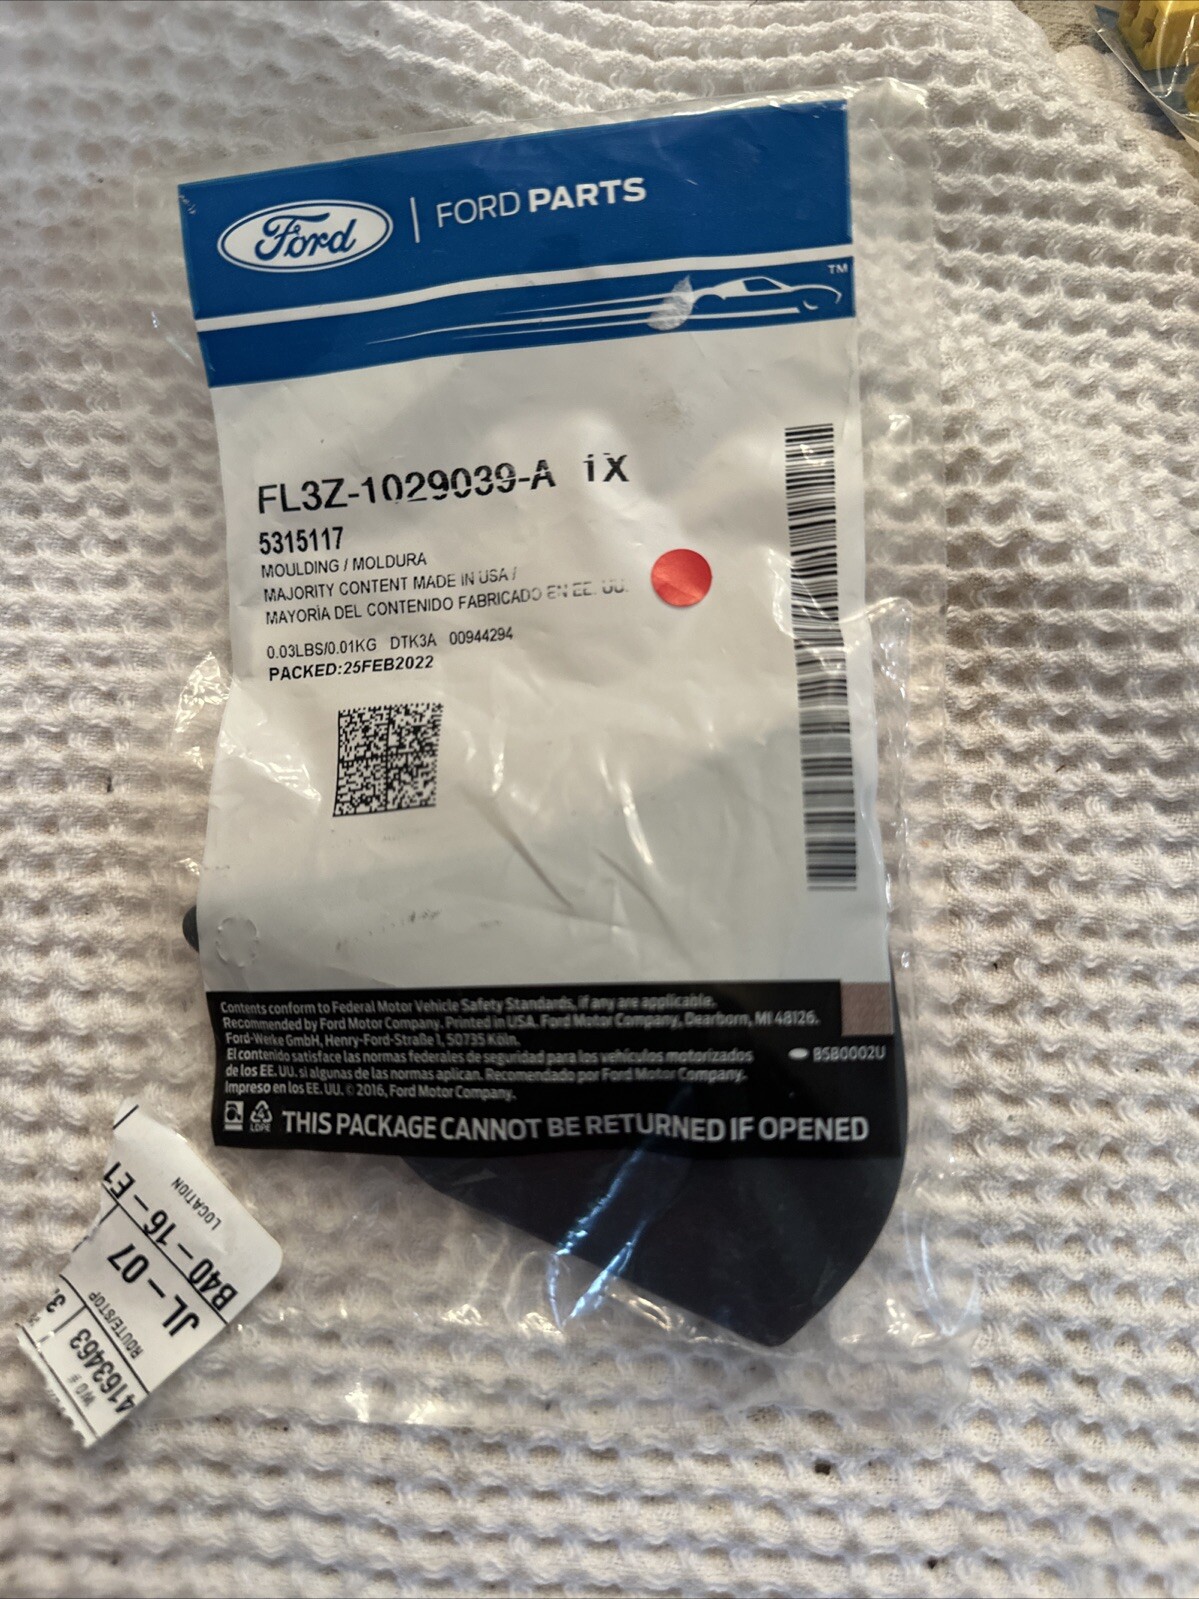 Ford | FORD PARTS
TM
FL3Z-1029039-A 1X
5315117
MOULDING / MOLDURA
MAJORITY CONTENT MADE IN USA /
MAYORÍA DEL CONTENIDO FABRICADO EN EE. UU.
0.03LBS/0.01KG DTK3A 00944294
PACKED:25FEB2022
Contents conform to Federal Motor Vehicle Safety Standards, if any are applicable.
Recommended by Ford Motor Company. Printed in USA. Ford Motor Company, Dearborn, MI 48126.
Ford-Werke GmbH, Henry-Ford-Straße 1, 50735 Köln.
El contenido satisface las normas federales de seguridad para los vehículos motorizados
de los EE. UU. si algunas de las normas aplican. Recomendado por Ford Motor Company.
Impreso en los EE. UU. © 2016, Ford Motor Company.
BSB0002U
4
LDPE
THIS PACKAGE CANNOT BE RETURNED IF OPENED
LOCATION
B40-16-E1
JL-07
ROUTE/STOP
4163463
WO #